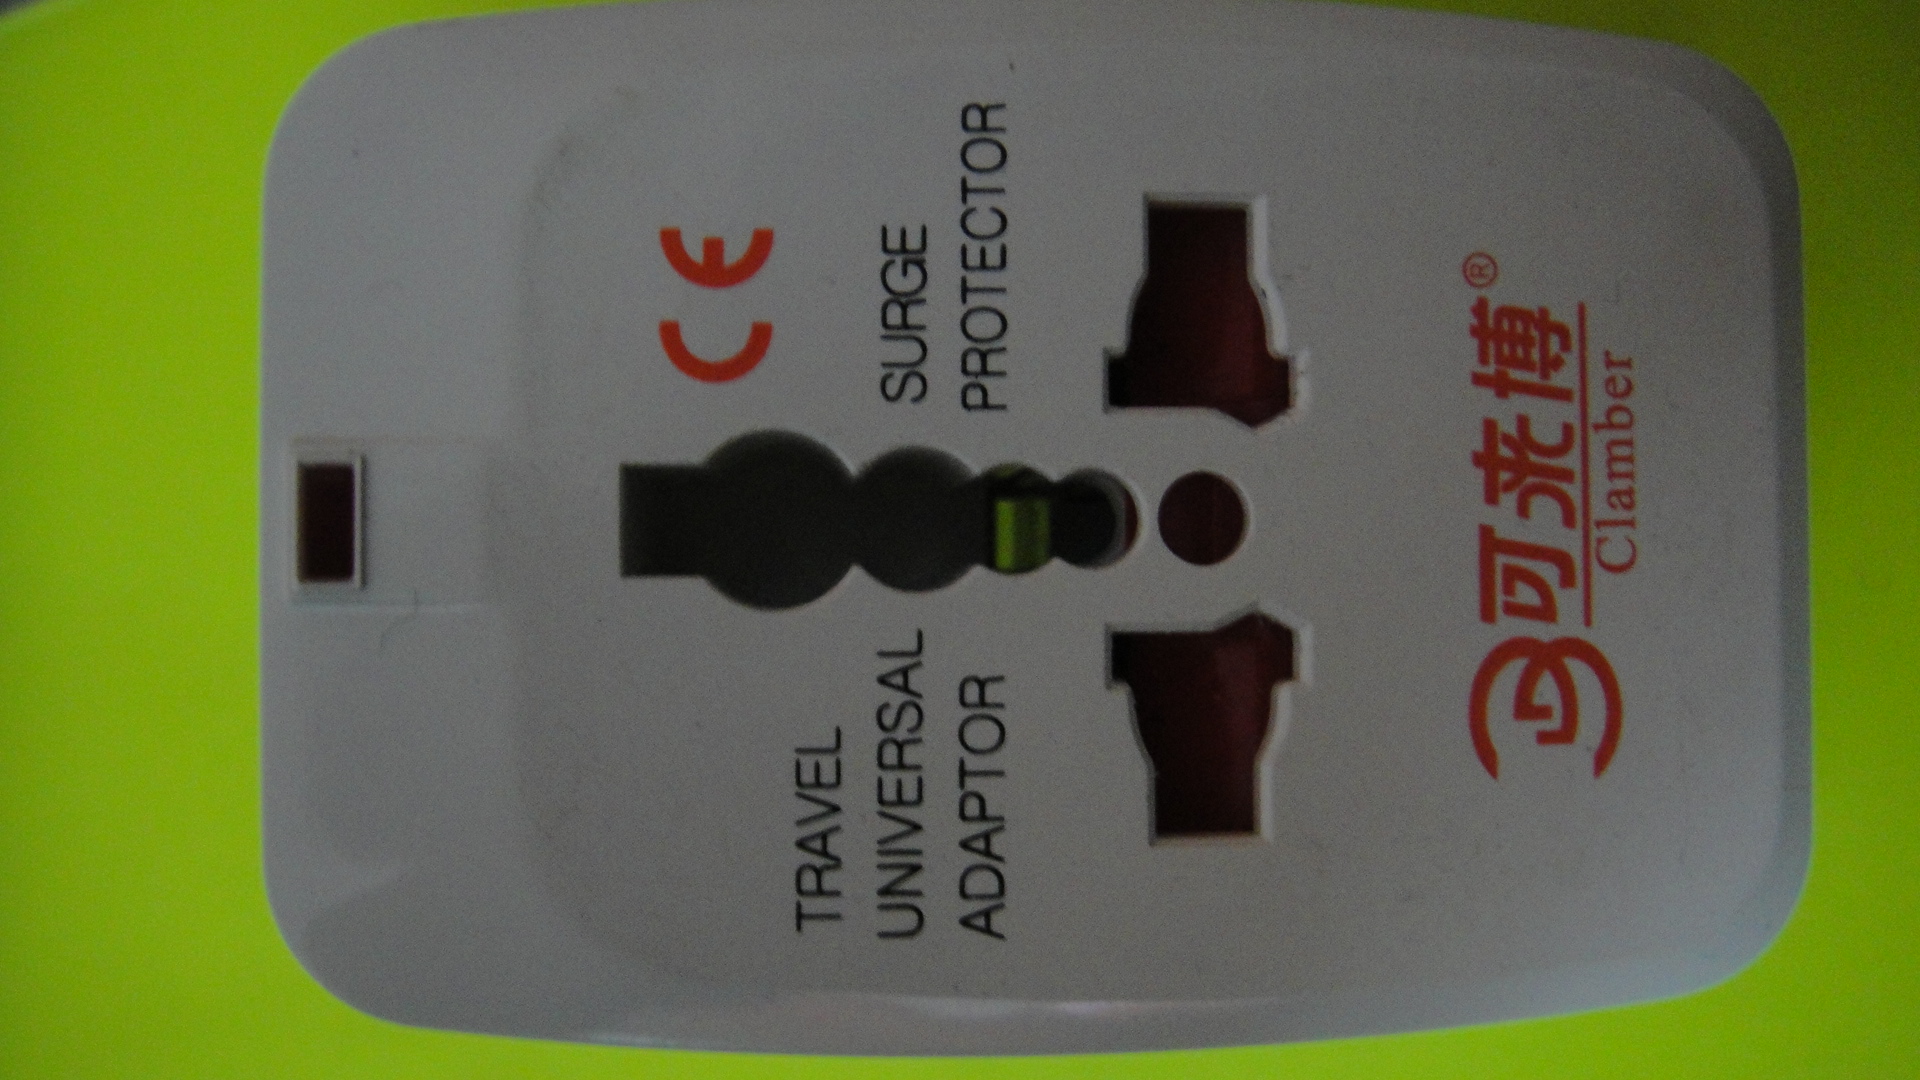 CE
TRAVEL
UNIVERSAL
ADAPTOR
SURGE
PROTECTOR
可来博®
Clamber